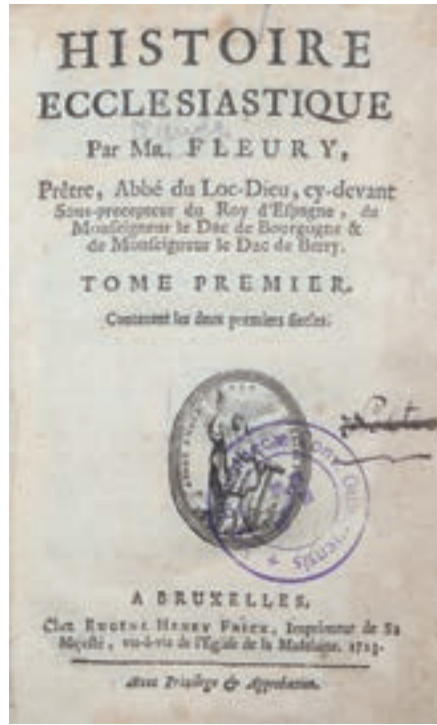 HISTOIRE
ECCLESIASTIQUE
Par MR. FLEURY,
Prêtre, Abbé du Loc-Dieu, cy-devant
Sous-precepteur du Roy d'Espagne, de
Monseigneur le Duc de Bourgogne &
de Monseigneur le Duc de Berry.
TOME PREMIER.
Contenant les deux premiers siecles.
A BRUXELLES,
Chez EUGENE HENRY FRICX, Imprimeur de Sa
Majesté, vis-à-vis de l'Eglise de la Madelaine. 1723.
Avec Privilege & Approbation.